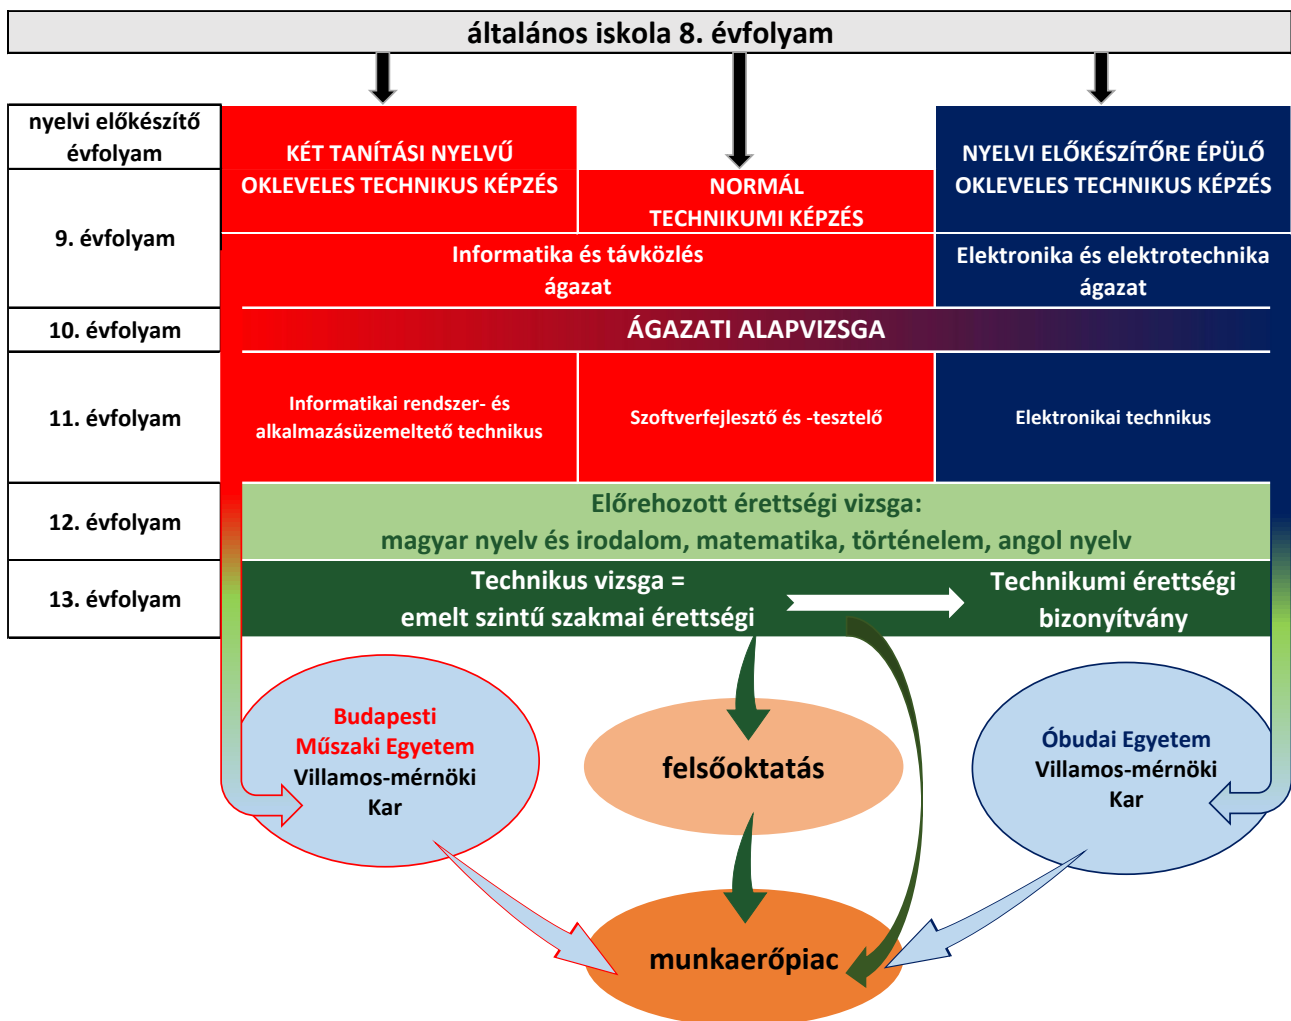 általános iskola 8. évfolyam
nyelvi előkészítő
évfolyam
KÉT TANÍTÁSI NYELVŰ
OKLEVELES TECHNIKUS KÉPZÉS
NORMÁL
TECHNIKUMI KÉPZÉS
NYELVI ELŐKÉSZÍTŐRE ÉPÜLŐ
OKLEVELES TECHNIKUS KÉPZÉS
9. évfolyam
Informatika és távközlés
ágazat
Elektronika és elektrotechnika
ágazat
10. évfolyam
ÁGAZATI ALAPVIZSGA
11. évfolyam
Informatikai rendszer- és
alkalmazásüzemeltető technikus
Szoftverfejlesztő és -tesztelő
Elektronikai technikus
12. évfolyam
Előrehozott érettségi vizsga:
magyar nyelv és irodalom, matematika, történelem, angol nyelv
13. évfolyam
Technikus vizsga =
emelt szintű szakmai érettségi
Technikumi érettségi
bizonyítvány
Budapesti
Műszaki Egyetem
Villamos-mérnöki
Kar
felsőoktatás
Óbudai Egyetem
Villamos-mérnöki
Kar
munkaerőpiac